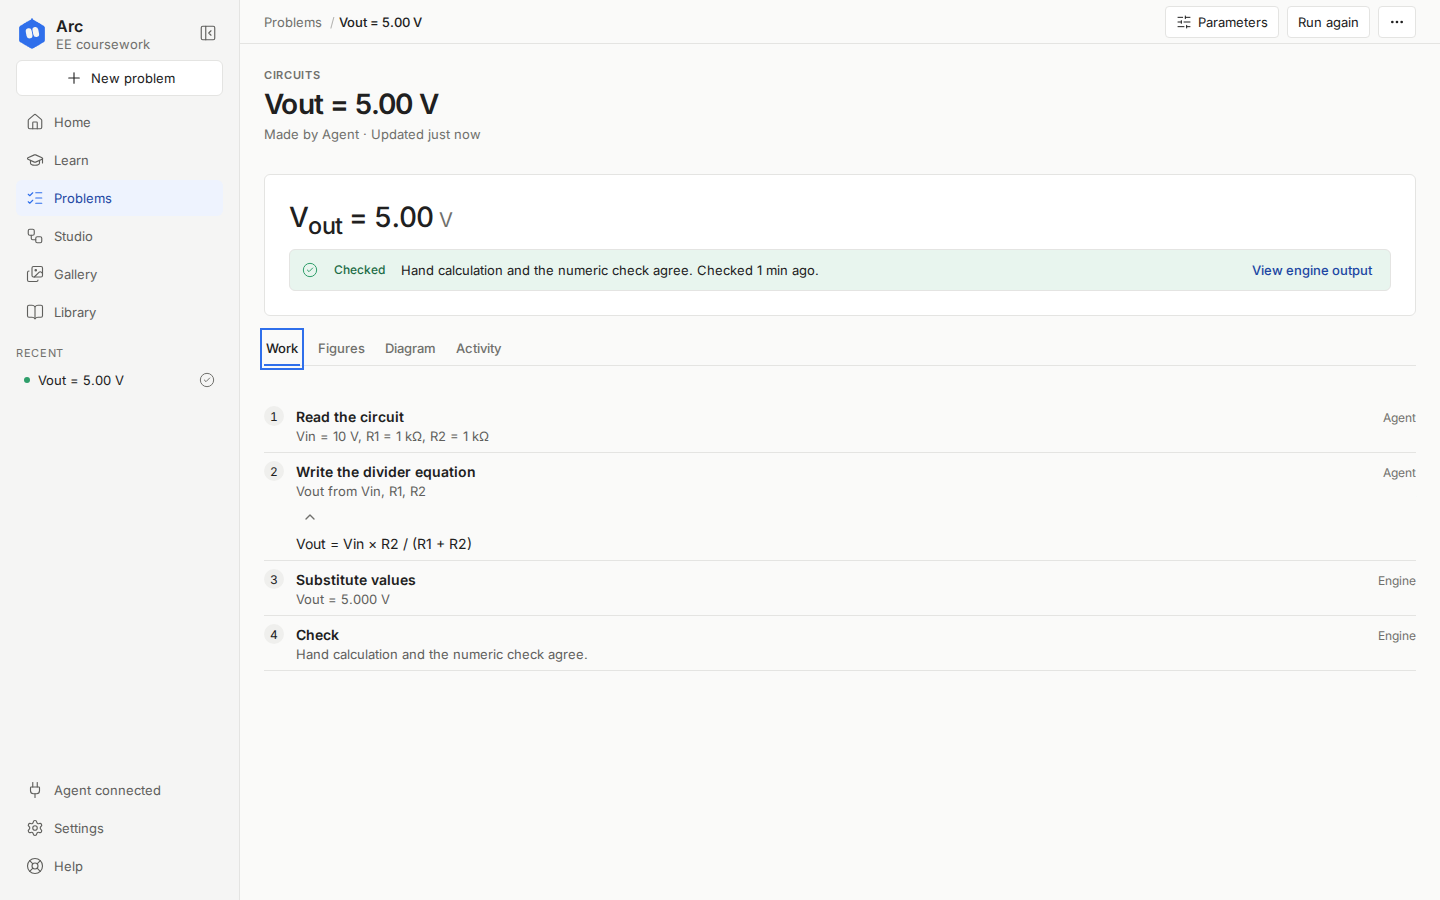 Arc
EE coursework
New problem
Home
Learn
Problems
Studio
Gallery
Library
RECENT
Vout = 5.00 V
Agent connected
Settings
Help
Problems / Vout = 5.00 V
Parameters
Run again
CIRCUITS
Vout = 5.00 V
Made by Agent · Updated just now
Vout = 5.00 V
Checked Hand calculation and the numeric check agree. Checked 1 min ago. View engine output
Work Figures Diagram Activity
1 Read the circuit Agent
Vin = 10 V, R1 = 1 kΩ, R2 = 1 kΩ
2 Write the divider equation Agent
Vout from Vin, R1, R2
Vout = Vin × R2 / (R1 + R2)
3 Substitute values Engine
Vout = 5.000 V
4 Check Engine
Hand calculation and the numeric check agree.